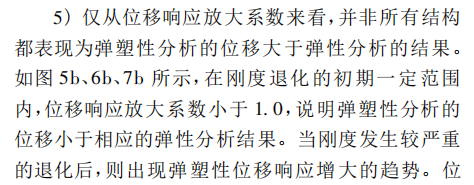 5) 仅从位移响应放大系数来看,并非所有结构
都表现为弹塑性分析的位移大于弹性分析的结果。
如图 5b、6b、7b 所示,在刚度退化的初期一定范围
内,位移响应放大系数小于 1.0,说明弹塑性分析的
位移小于相应的弹性分析结果。当刚度发生较严重
的退化后,则出现弹塑性位移响应增大的趋势。位